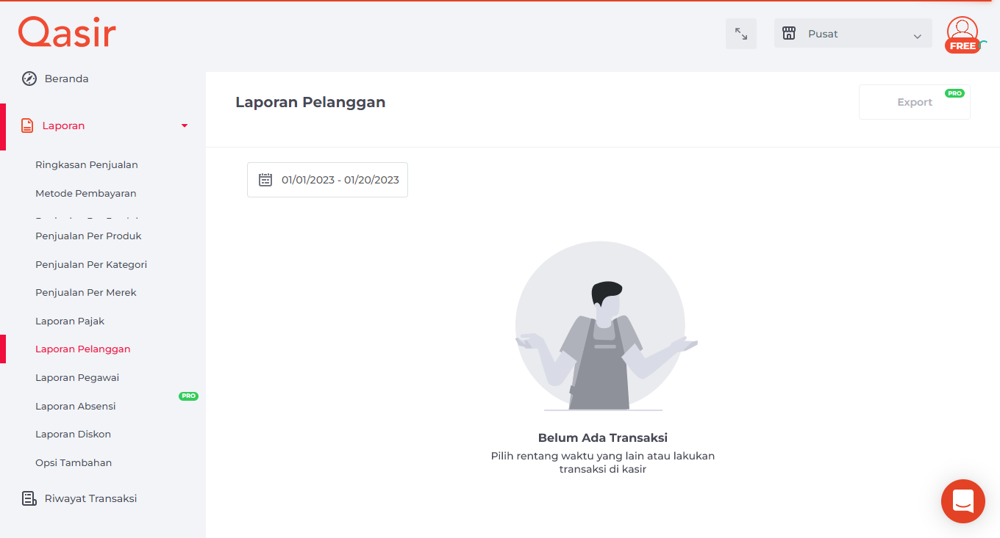 Qasir
Pusat
FREE
Beranda
Laporan
Ringkasan Penjualan
Metode Pembayaran
Penjualan Per Produk
Penjualan Per Kategori
Penjualan Per Merek
Laporan Pajak
Laporan Pelanggan
Laporan Pegawai
Laporan Absensi PRO
Laporan Diskon
Opsi Tambahan
Riwayat Transaksi
Laporan Pelanggan
Export PRO
01/01/2023 - 01/20/2023
Belum Ada Transaksi
Pilih rentang waktu yang lain atau lakukan
transaksi di kasir